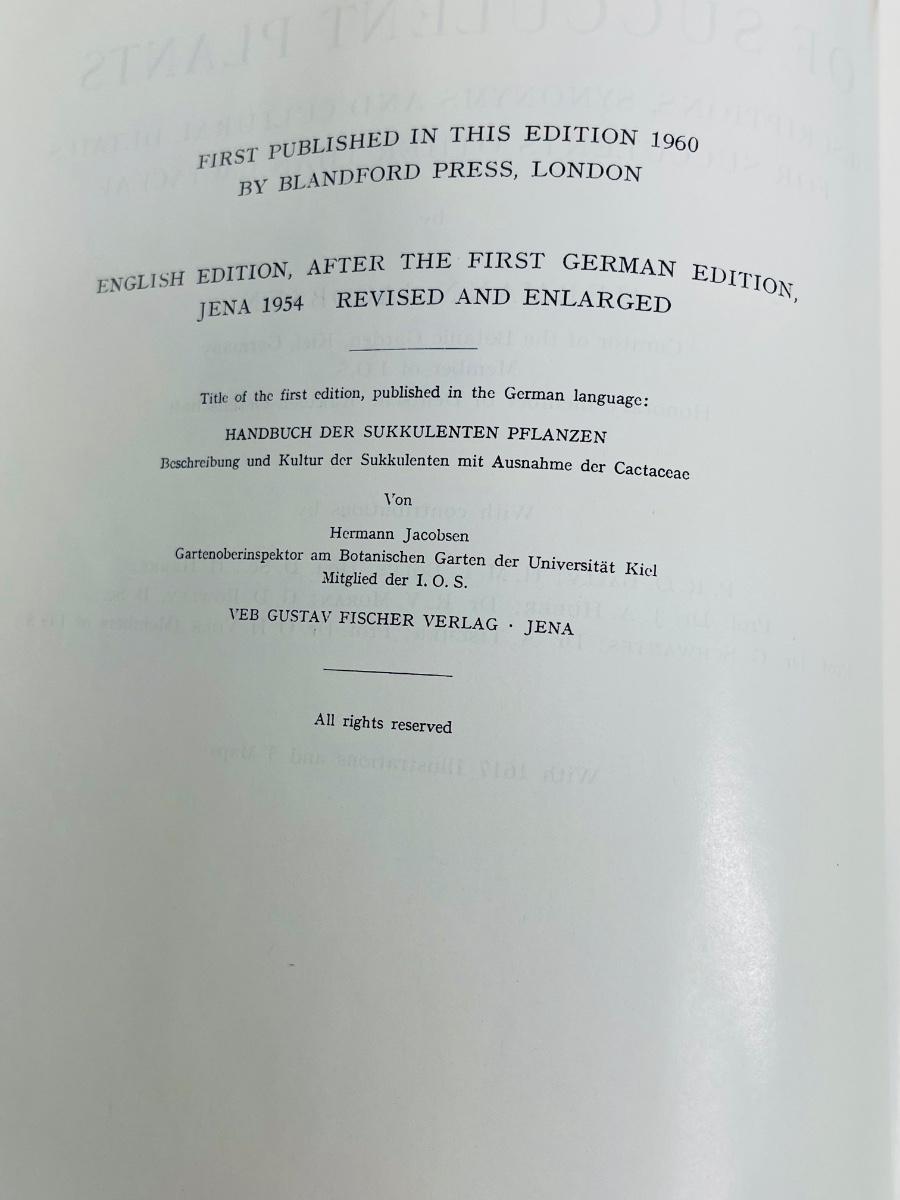 FIRST PUBLISHED IN THIS EDITION 1960
BY BLANDFORD PRESS, LONDON
ENGLISH EDITION, AFTER THE FIRST GERMAN EDITION,
JENA 1954 REVISED AND ENLARGED
Title of the first edition, published in the German language:
HANDBUCH DER SUKKULENTEN PFLANZEN
Beschreibung und Kultur der Sukkulenten mit Ausnahme der Cactaceae
Von
Hermann Jacobsen
Gartenoberinspektor am Botanischen Garten der Universität Kiel
Mitglied der I. O. S.
VEB GUSTAV FISCHER VERLAG · JENA
All rights reserved